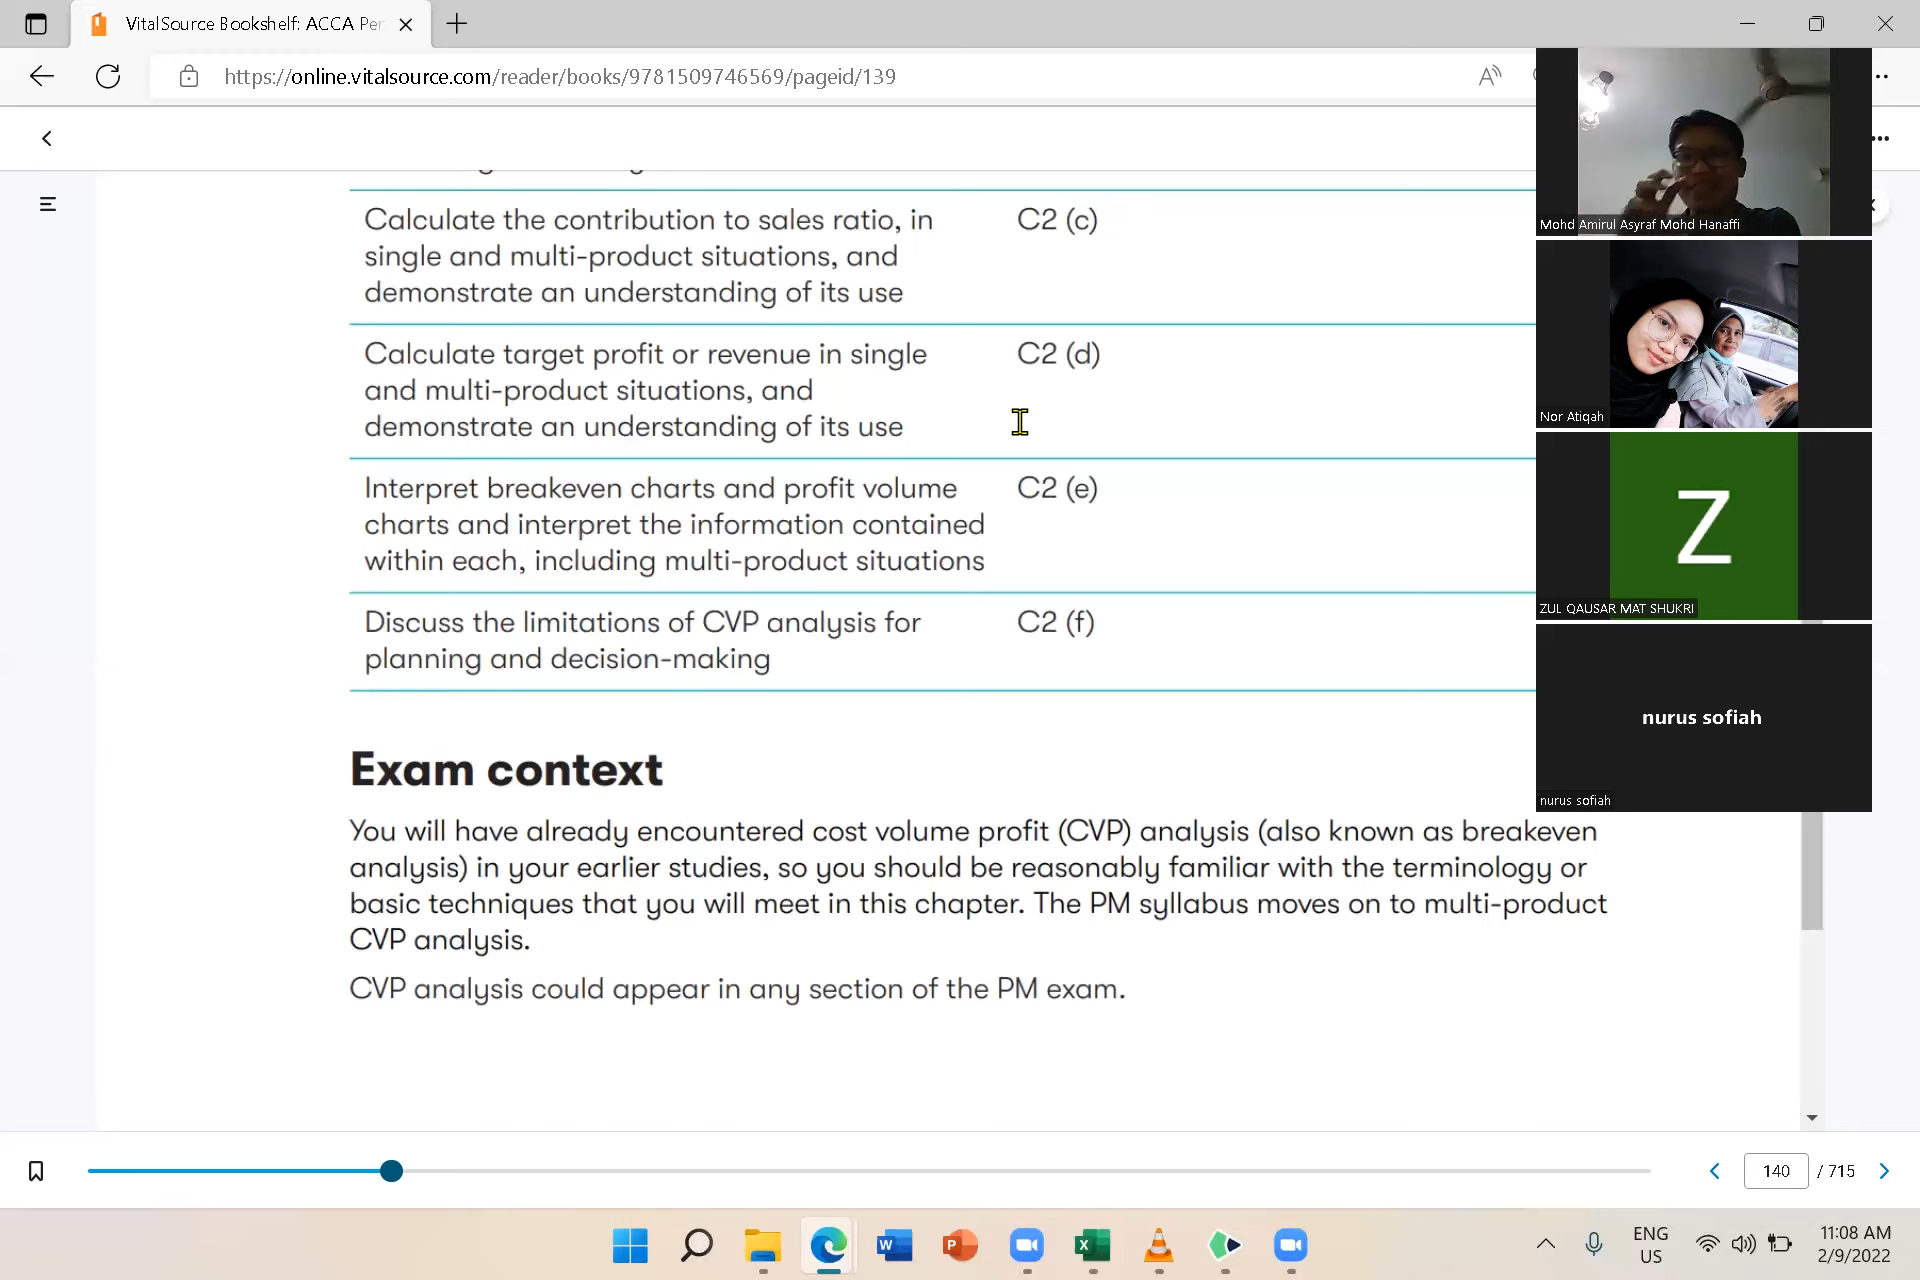 VitalSource Bookshelf: ACCA Per
https://online.vitalsource.com/reader/books/9781509746569/pageid/139
Calculate the contribution to sales ratio, in C2 (c)
single and multi-product situations, and
demonstrate an understanding of its use
Calculate target profit or revenue in single C2 (d)
and multi-product situations, and
demonstrate an understanding of its use
Interpret breakeven charts and profit volume C2 (e)
charts and interpret the information contained
within each, including multi-product situations
Discuss the limitations of CVP analysis for C2 (f)
planning and decision-making
Exam context
You will have already encountered cost volume profit (CVP) analysis (also known as breakeven
analysis) in your earlier studies, so you should be reasonably familiar with the terminology or
basic techniques that you will meet in this chapter. The PM syllabus moves on to multi-product
CVP analysis.
CVP analysis could appear in any section of the PM exam.
Mohd Amirul Asyraf Mohd Hanaffi
Nor Atiqah
Z
ZUL QAUSAR MAT SHUKRI
nurus sofiah
nurus sofiah
140 / 715
ENG
US
11:08 AM
2/9/2022